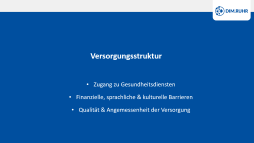 DIM.RUHR
Versorgungsstruktur
• Zugang zu Gesundheitsdiensten
• Finanzielle, sprachliche & kulturelle Barrieren
• Qualität & Angemessenheit der Versorgung